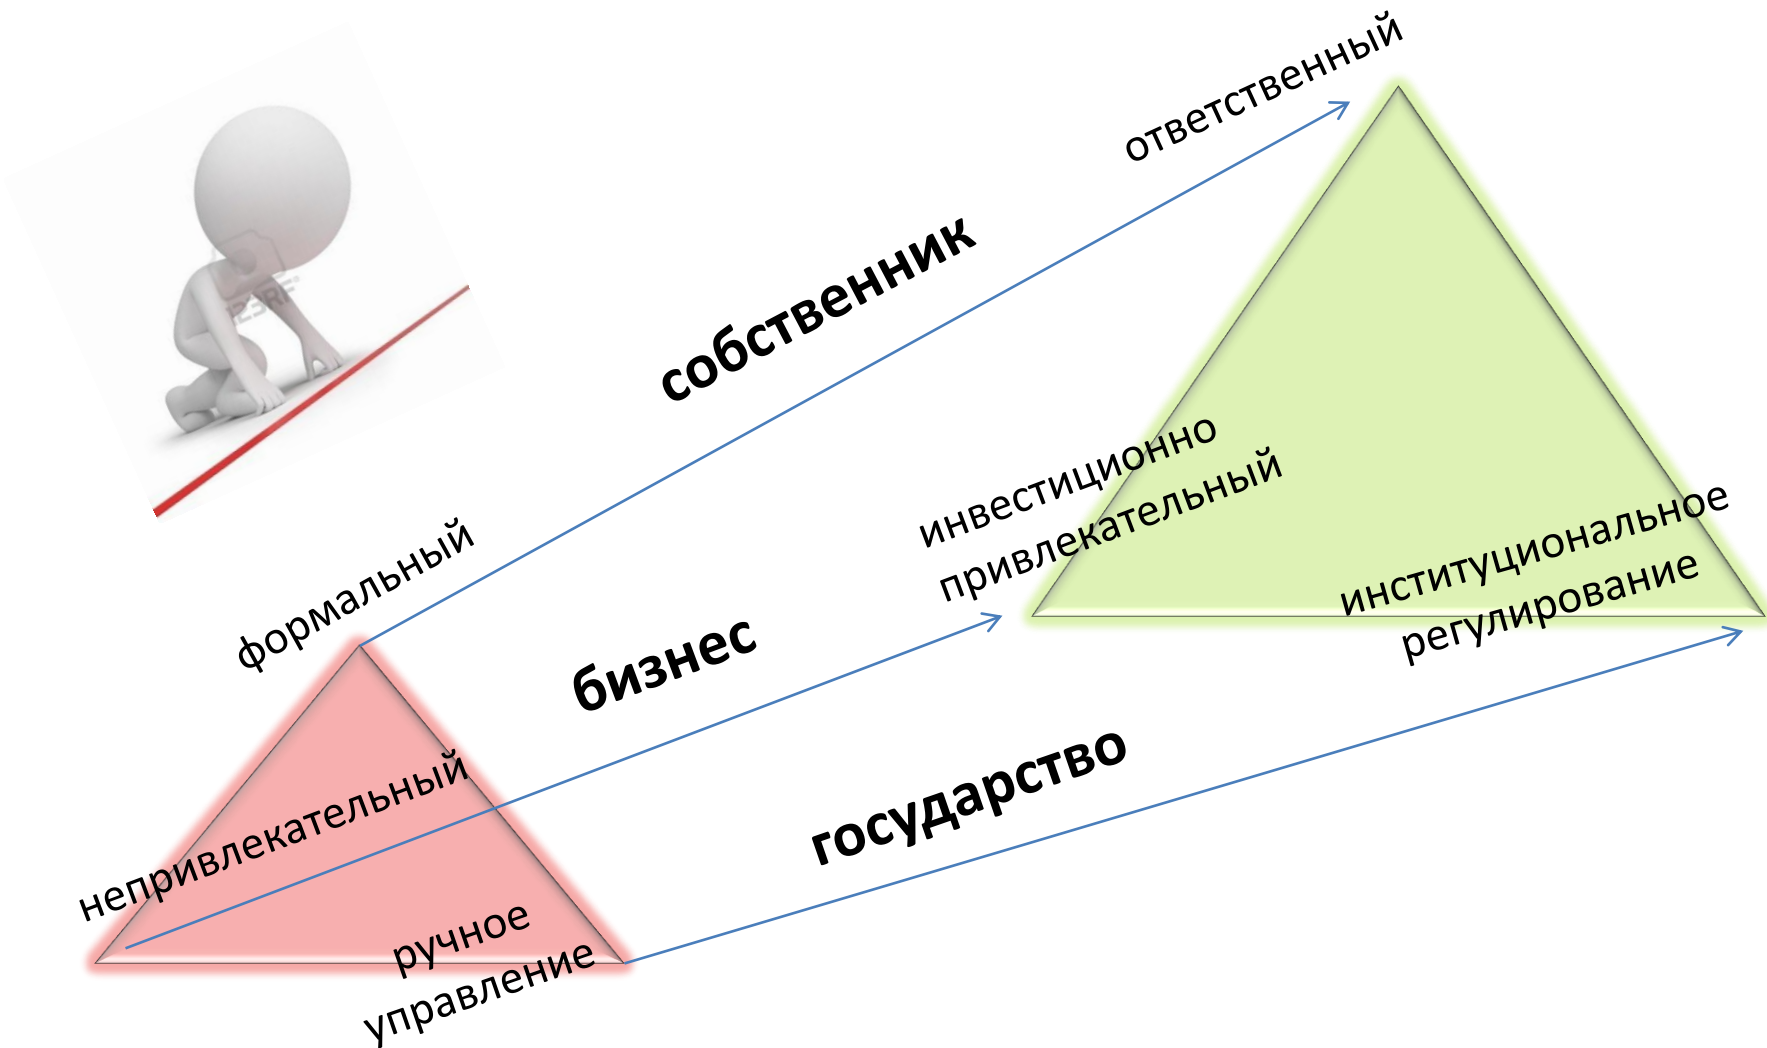 ответственный
собственник
формальный
инвестиционно
привлекательный
институциональное
регулирование
бизнес
непривлекательный
государство
ручное
управление